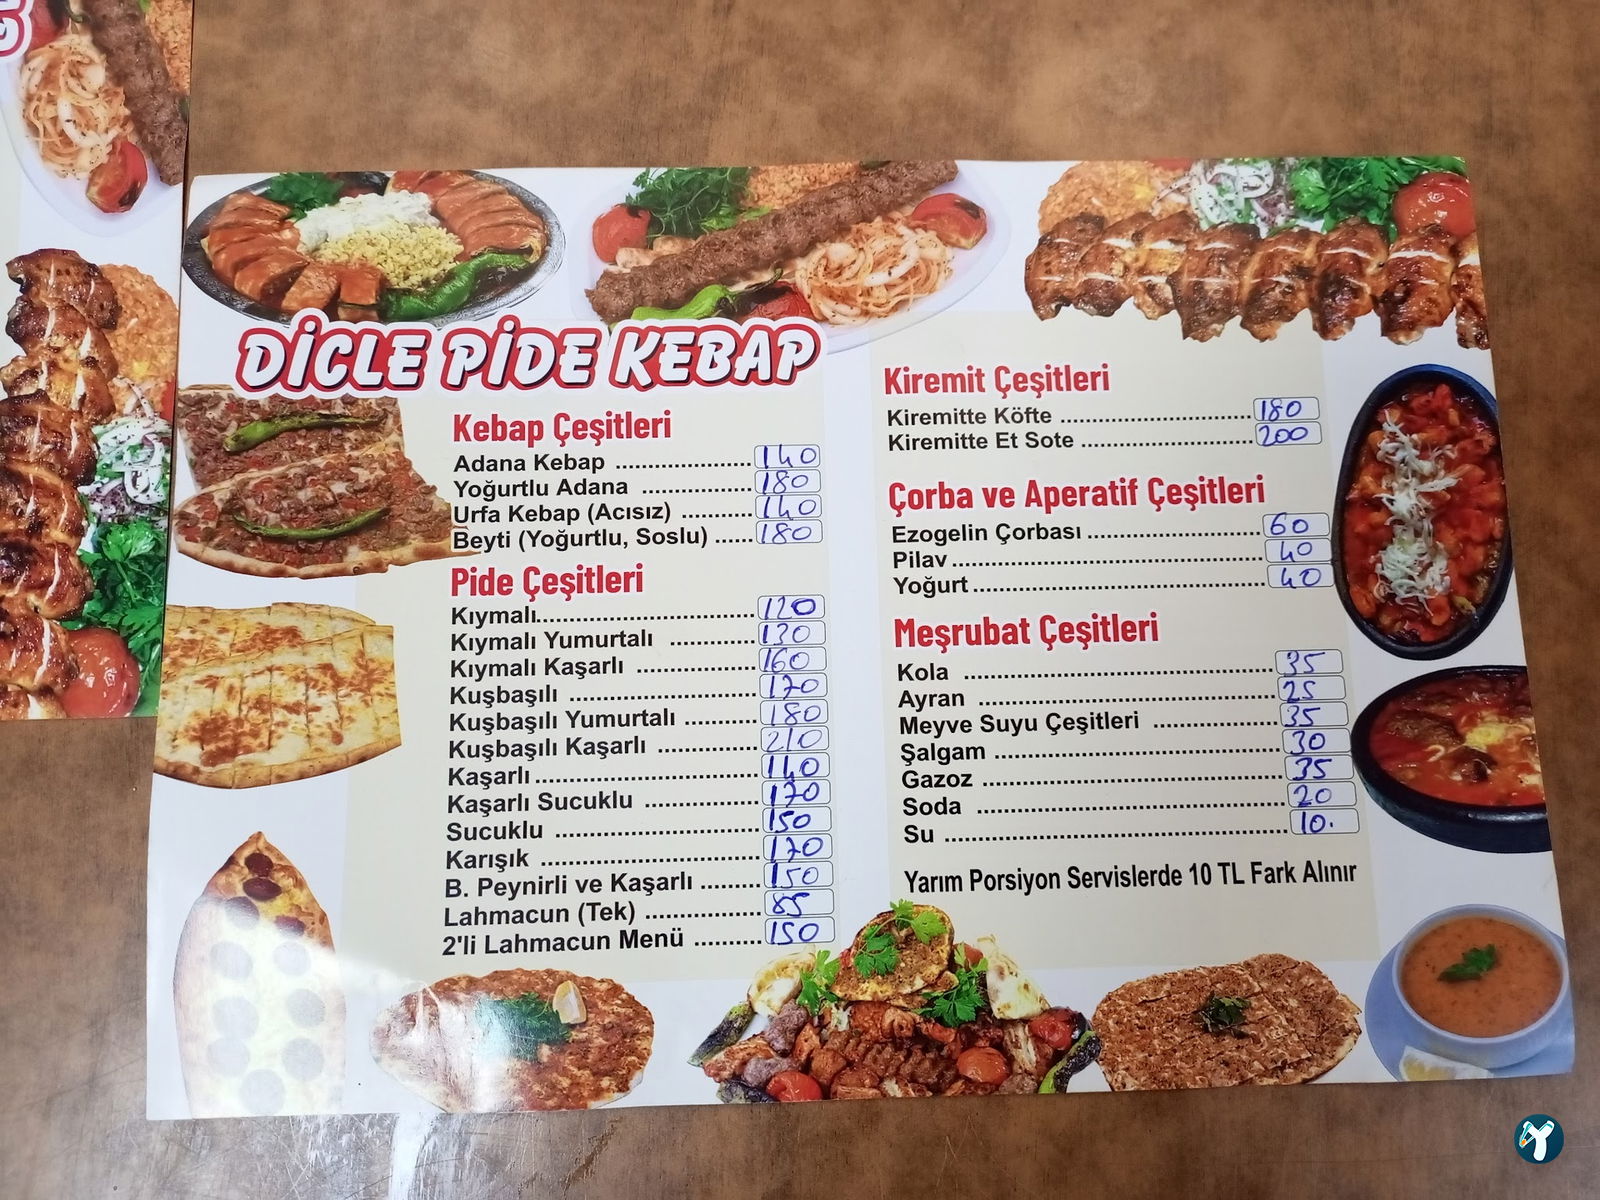 DİCLE PİDE KEBAP
Kebap Çeşitleri
Adana Kebap 140
Yoğurtlu Adana 180
Urfa Kebap (Acısız) 140
Beyti (Yoğurtlu, Soslu) 180
Pide Çeşitleri
Kıymalı 120
Kıymalı Yumurtalı 130
Kıymalı Kaşarlı 160
Kuşbaşılı 170
Kuşbaşılı Yumurtalı 180
Kuşbaşılı Kaşarlı 210
Kaşarlı 140
Kaşarlı Sucuklu 170
Sucuklu 150
Karışık 170
B. Peynirli ve Kaşarlı 150
Lahmacun (Tek) 85
2'li Lahmacun Menü 150
Kiremit Çeşitleri
Kiremitte Köfte 180
Kiremitte Et Sote 200
Çorba ve Aperatif Çeşitleri
Ezogelin Çorbası 60
Pilav 40
Yoğurt 40
Meşrubat Çeşitleri
Kola 35
Ayran 25
Meyve Suyu Çeşitleri 35
Şalgam 30
Gazoz 35
Soda 20
Su 10.
Yarım Porsiyon Servislerde 10 TL Fark Alınır